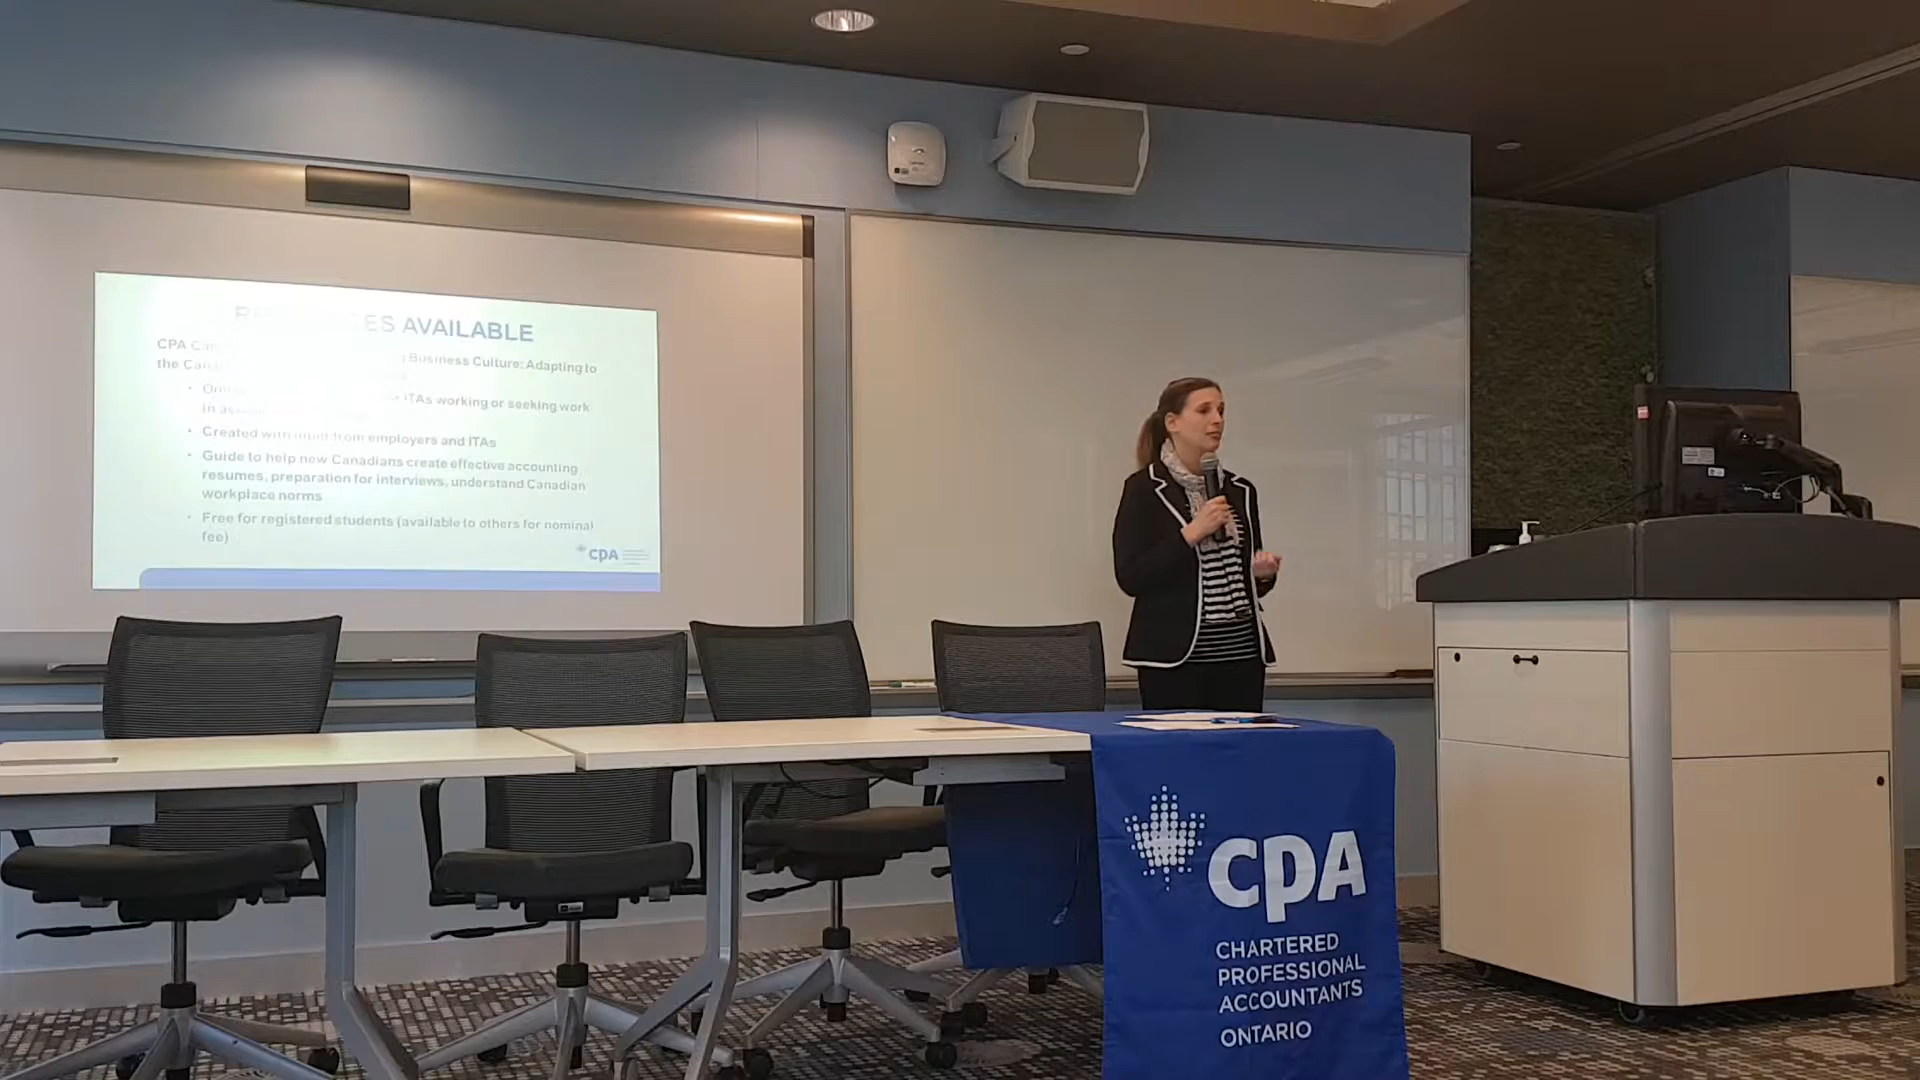 AVAILABLE
CPA
Business Culture: Adapting to
the
ITAs working or seeking work
in
Created with input from employers and ITAs
Guide to help new Canadians create effective accounting
resumes, preparation for interviews, understand Canadian
workplace norms
Free for registered students (available to others for nominal
fee)
CPA
CPA
CHARTERED
PROFESSIONAL
ACCOUNTANTS
ONTARIO